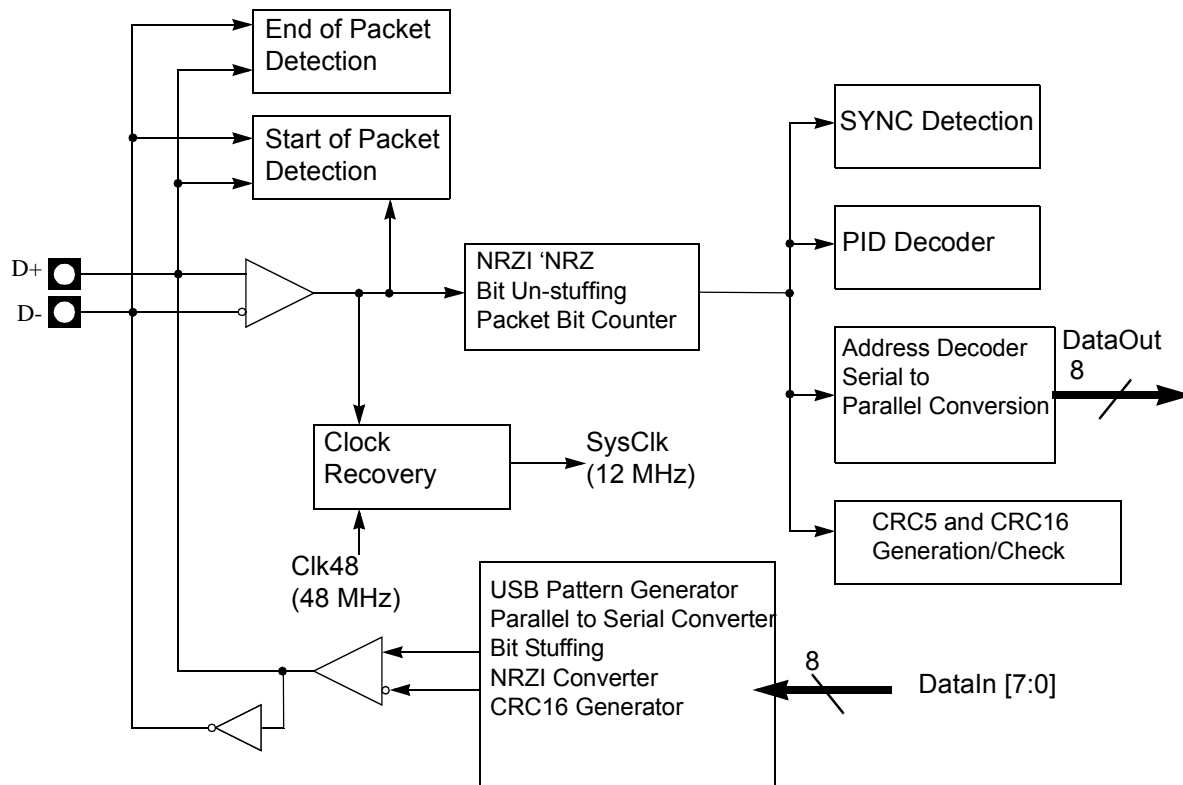 End of Packet
Detection
Start of Packet
Detection
SYNC Detection
PID Decoder
D+
D-
NRZI ‘NRZ
Bit Un-stuffing
Packet Bit Counter
Address Decoder
Serial to
Parallel Conversion
DataOut
8
Clock
Recovery
SysClk
(12 MHz)
CRC5 and CRC16
Generation/Check
Clk48
(48 MHz)
USB Pattern Generator
Parallel to Serial Converter
Bit Stuffing
NRZI Converter
CRC16 Generator
8
DataIn [7:0]